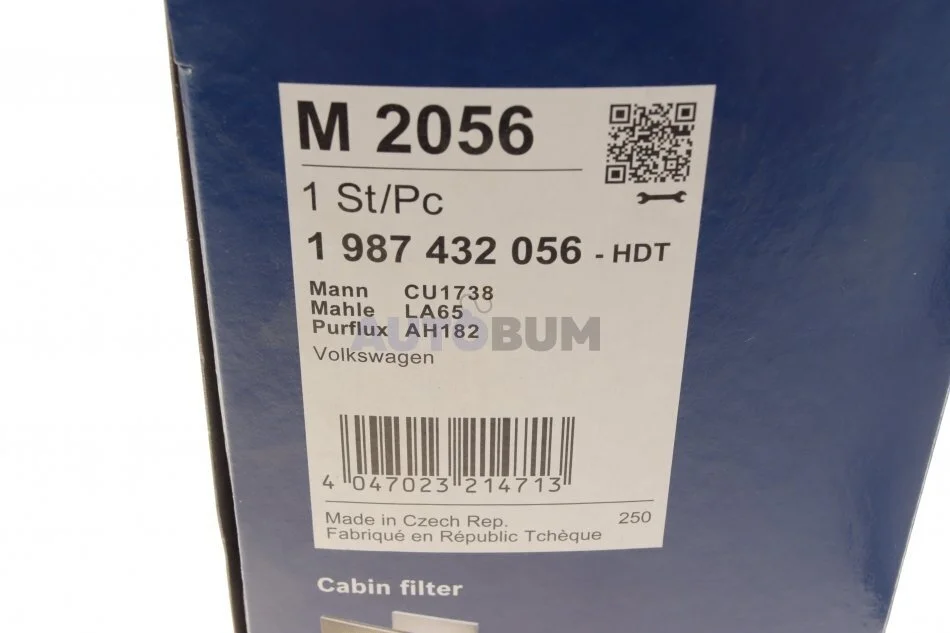 M 2056
1 St/Pc
1 987 432 056 - HDT
Mann CU1738
Mahle LA65
Purflux AH182
AUTOBUM
Volkswagen
4 047023 214713
Made in Czech Rep. 250
Fabriqué en Républic Tchèque
Cabin filter